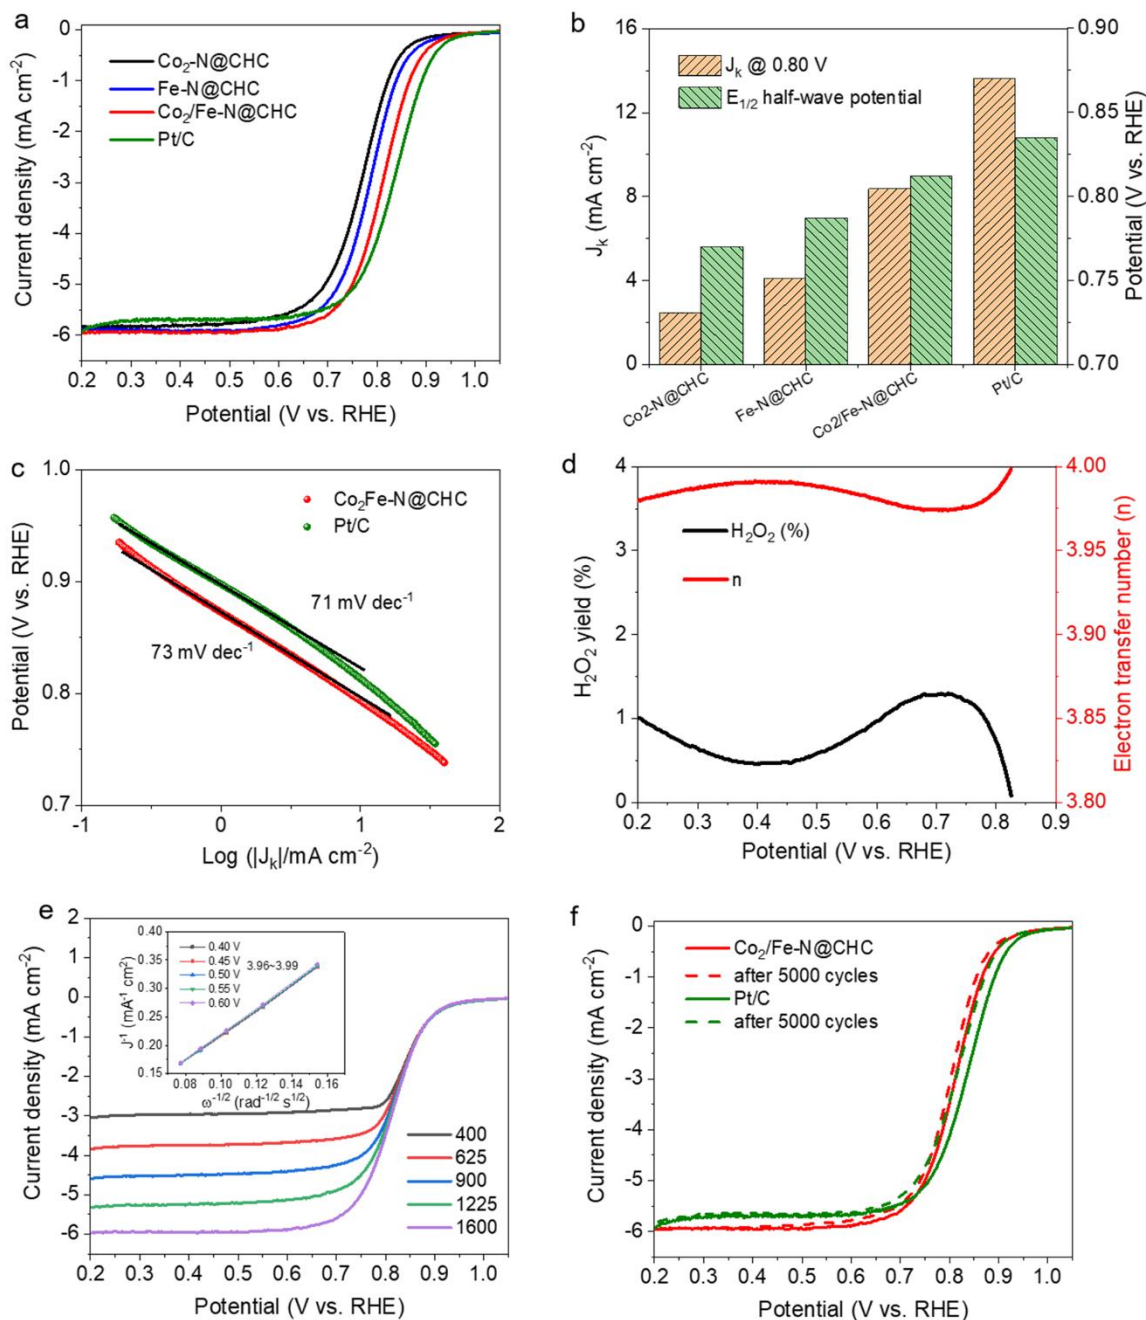 a
0
-1
-2
-3
-4
-5
-6
Current density (mA cm⁻²)
Co₂-N@CHC
Fe-N@CHC
Co₂/Fe-N@CHC
Pt/C
0.2 0.3 0.4 0.5 0.6 0.7 0.8 0.9 1.0
Potential (V vs. RHE)
b
16
12
8
4
0
Jₖ (mA cm⁻²)
Jₖ @ 0.80 V
E₁/₂ half-wave potential
0.90
0.85
0.80
0.75
0.70
Potential (V vs. RHE)
Co2-N@CHC
Fe-N@CHC
Co2/Fe-N@CHC
Pt/C
c
1.0
0.9
0.8
0.7
Potential (V vs. RHE)
Co₂Fe-N@CHC
Pt/C
71 mV dec⁻¹
73 mV dec⁻¹
-1 0 1 2
Log (|Jₖ|/mA cm⁻²)
d
4
3
2
1
0
H₂O₂ yield (%)
H₂O₂ (%)
n
4.00
3.95
3.90
3.85
3.80
Electron transfer number (n)
0.2 0.3 0.4 0.5 0.6 0.7 0.8 0.9
Potential (V vs. RHE)
e
2
1
0
-1
-2
-3
-4
-5
-6
Current density (mA cm⁻²)
0.40
0.35
0.30
0.25
0.20
0.15
J⁻¹ (mA⁻¹ cm²)
0.40 V
0.45 V
0.50 V
0.55 V
0.60 V
3.96~3.99
0.08 0.10 0.12 0.14 0.16
ω⁻¹/² (rad⁻¹/² s¹/²)
400
625
900
1225
1600
0.2 0.3 0.4 0.5 0.6 0.7 0.8 0.9 1.0
Potential (V vs. RHE)
f
0
-1
-2
-3
-4
-5
-6
Current density (mA cm⁻²)
Co₂/Fe-N@CHC
after 5000 cycles
Pt/C
after 5000 cycles
0.2 0.3 0.4 0.5 0.6 0.7 0.8 0.9 1.0
Potential (V vs. RHE)